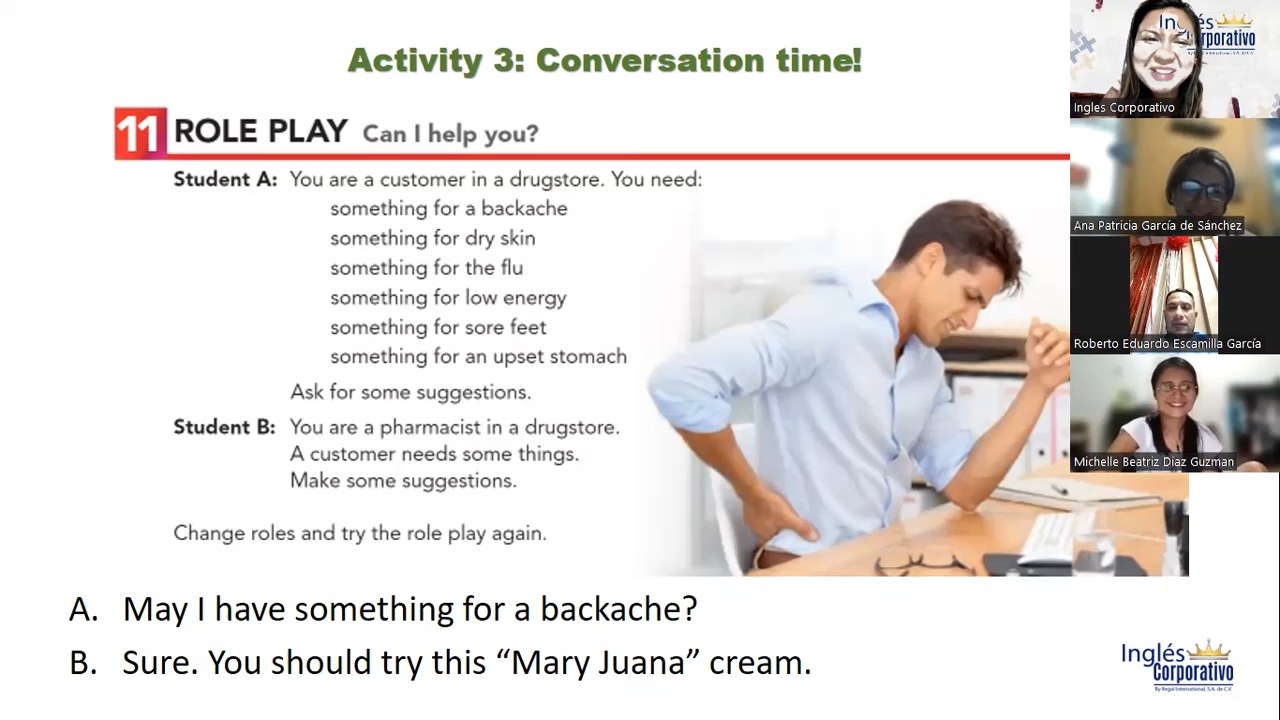 Activity 3: Conversation time!
11 ROLE PLAY Can I help you?
Student A: You are a customer in a drugstore. You need:
something for a backache
something for dry skin
something for the flu
something for low energy
something for sore feet
something for an upset stomach
Ask for some suggestions.
Student B: You are a pharmacist in a drugstore.
A customer needs some things.
Make some suggestions.
Change roles and try the role play again.
A. May I have something for a backache?
B. Sure. You should try this “Mary Juana” cream.
Inglés
Corporativo
By Regal International, S.A. de C.V.
Inglés
Corporativo
Ingles Corporativo
Ana Patricia García de Sánchez
Roberto Eduardo Escamilla García
Michelle Beatriz Diaz Guzman